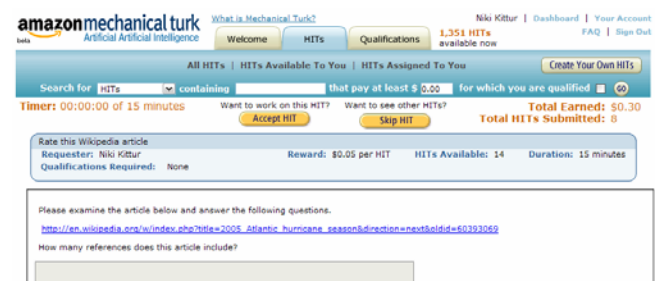 amazon mechanical turk
beta Artificial Artificial Intelligence
What is Mechanical Turk?
Welcome HITs Qualifications
1,351 HITs
available now
Niki Kittur | Dashboard | Your Account
FAQ | Sign Out
All HITs | HITs Available To You | HITs Assigned To You
Create Your Own HITs
Search for HITs containing that pay at least $ 0.00 for which you are qualified GO
Timer: 00:00:00 of 15 minutes
Want to work on this HIT? Want to see other HITs?
Accept HIT Skip HIT
Total Earned: $0.30
Total HITs Submitted: 8
Rate this Wikipedia article
Requester: Niki Kittur Reward: $0.05 per HIT HITs Available: 14 Duration: 15 minutes
Qualifications Required: None
Please examine the article below and answer the following questions.
http://en.wikipedia.org/w/index.php?title=2005_Atlantic_hurricane_season&direction=next&oldid=60393069
How many references does this article include?